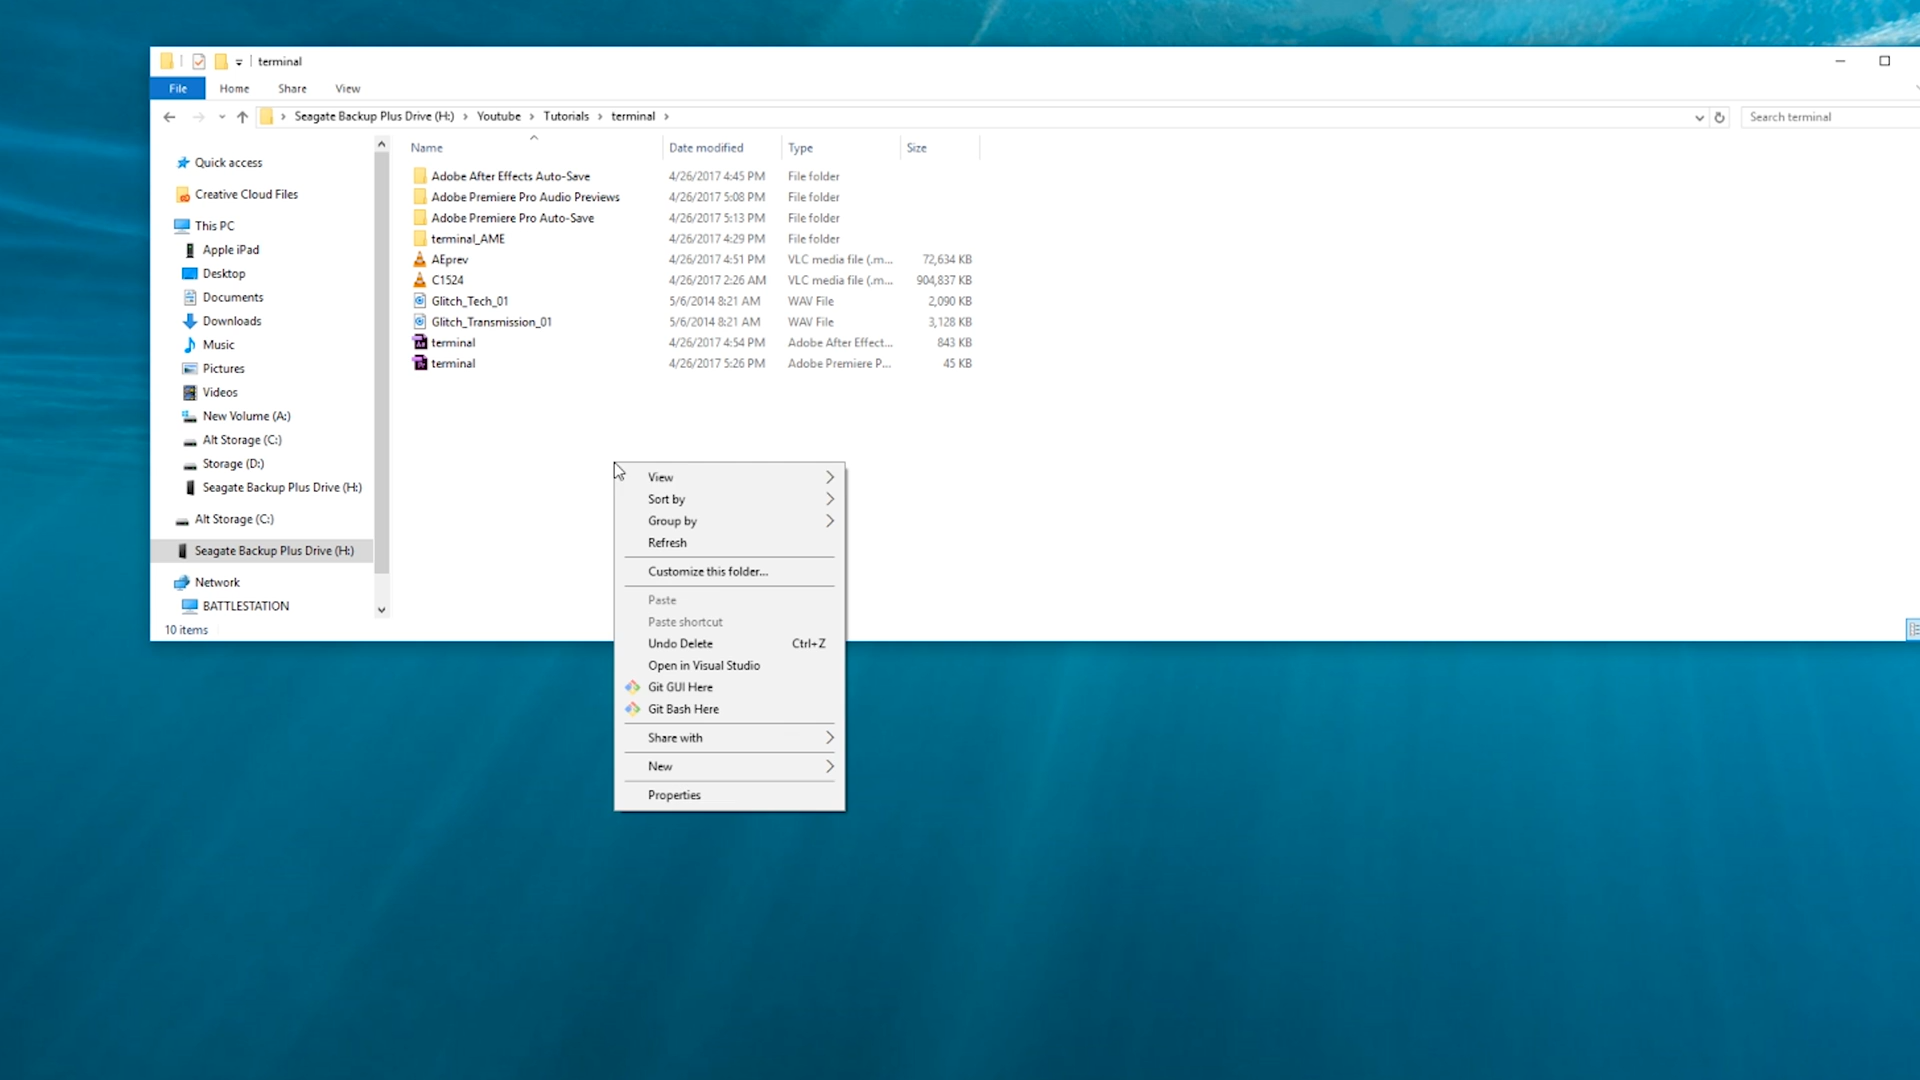 terminal
File Home Share View
Seagate Backup Plus Drive (H:) Youtube Tutorials terminal Search terminal
Name Date modified Type Size
Quick access
Creative Cloud Files
This PC
Apple iPad
Desktop
Documents
Downloads
Music
Pictures
Videos
New Volume (A:)
Alt Storage (C:)
Storage (D:)
Seagate Backup Plus Drive (H:)
Alt Storage (C:)
Seagate Backup Plus Drive (H:)
Network
BATTLESTATION
Adobe After Effects Auto-Save 4/26/2017 4:45 PM File folder
Adobe Premiere Pro Audio Previews 4/26/2017 5:08 PM File folder
Adobe Premiere Pro Auto-Save 4/26/2017 5:13 PM File folder
terminal_AME 4/26/2017 4:29 PM File folder
AEprev 4/26/2017 4:51 PM VLC media file (.m... 72,634 KB
C1524 4/26/2017 2:26 AM VLC media file (.m... 904,837 KB
Glitch_Tech_01 5/6/2014 8:21 AM WAV File 2,090 KB
Glitch_Transmission_01 5/6/2014 8:21 AM WAV File 3,128 KB
terminal 4/26/2017 4:54 PM Adobe After Effect... 843 KB
terminal 4/26/2017 5:26 PM Adobe Premiere P... 45 KB
View
Sort by
Group by
Refresh
Customize this folder...
Paste
Paste shortcut
Undo Delete Ctrl+Z
Open in Visual Studio
Git GUI Here
Git Bash Here
Share with
New
Properties
10 items